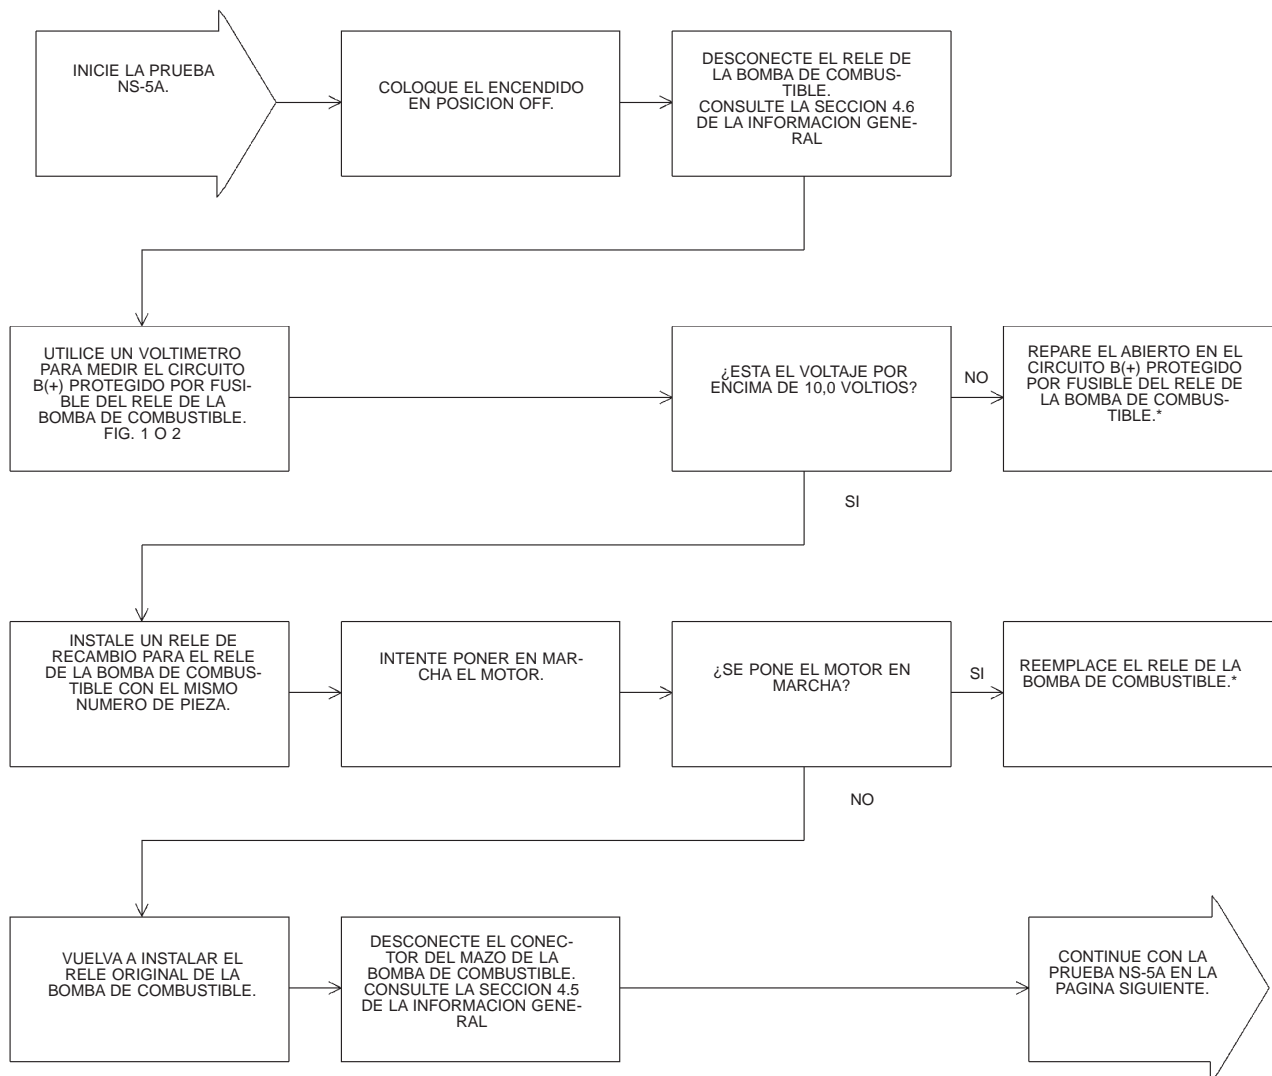 INICIE LA PRUEBA
NS-5A.
COLOQUE EL ENCENDIDO
EN POSICION OFF.
DESCONECTE EL RELE DE
LA BOMBA DE COMBUS-
TIBLE.
CONSULTE LA SECCION 4.6
DE LA INFORMACION GENE-
RAL
UTILICE UN VOLTIMETRO
PARA MEDIR EL CIRCUITO
B(+) PROTEGIDO POR FUSI-
BLE DEL RELE DE LA
BOMBA DE COMBUSTIBLE.
FIG. 1 O 2
¿ESTA EL VOLTAJE POR
ENCIMA DE 10,0 VOLTIOS?
NO
REPARE EL ABIERTO EN EL
CIRCUITO B(+) PROTEGIDO
POR FUSIBLE DEL RELE DE
LA BOMBA DE COMBUS-
TIBLE.*
SI
INSTALE UN RELE DE
RECAMBIO PARA EL RELE
DE LA BOMBA DE COMBUS-
TIBLE CON EL MISMO
NUMERO DE PIEZA.
INTENTE PONER EN MAR-
CHA EL MOTOR.
¿SE PONE EL MOTOR EN
MARCHA?
SI
REEMPLACE EL RELE DE LA
BOMBA DE COMBUSTIBLE.*
NO
VUELVA A INSTALAR EL
RELE ORIGINAL DE LA
BOMBA DE COMBUSTIBLE.
DESCONECTE EL CONEC-
TOR DEL MAZO DE LA
BOMBA DE COMBUSTIBLE.
CONSULTE LA SECCION 4.5
DE LA INFORMACION GENE-
RAL
CONTINUE CON LA
PRUEBA NS-5A EN LA
PAGINA SIGUIENTE.